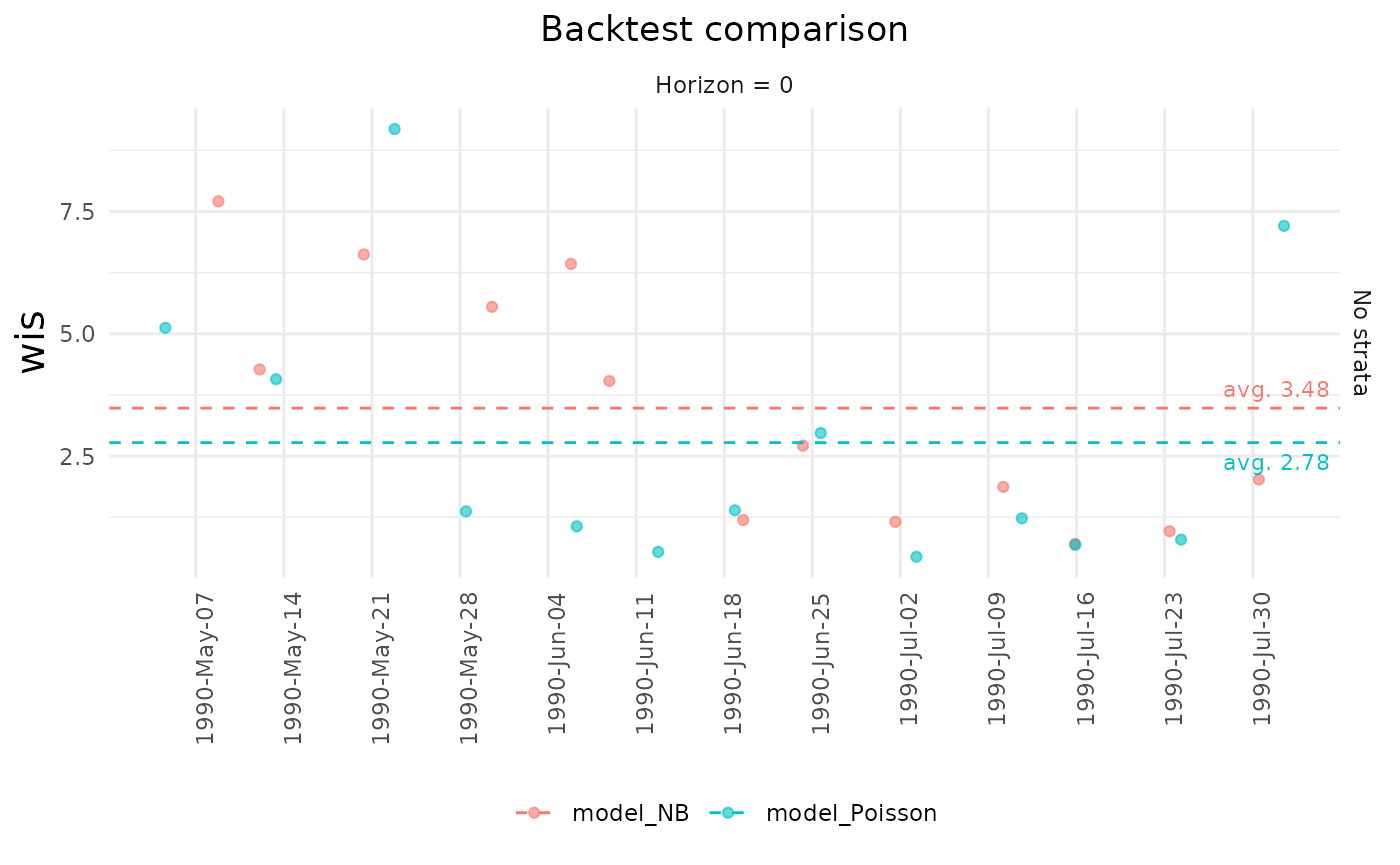 Backtest comparison
Horizon = 0
wis
7.5
5.0
2.5
No strata
avg. 3.48
avg. 2.78
1990-May-07
1990-May-14
1990-May-21
1990-May-28
1990-Jun-04
1990-Jun-11
1990-Jun-18
1990-Jun-25
1990-Jul-02
1990-Jul-09
1990-Jul-16
1990-Jul-23
1990-Jul-30
model_NB
model_Poisson